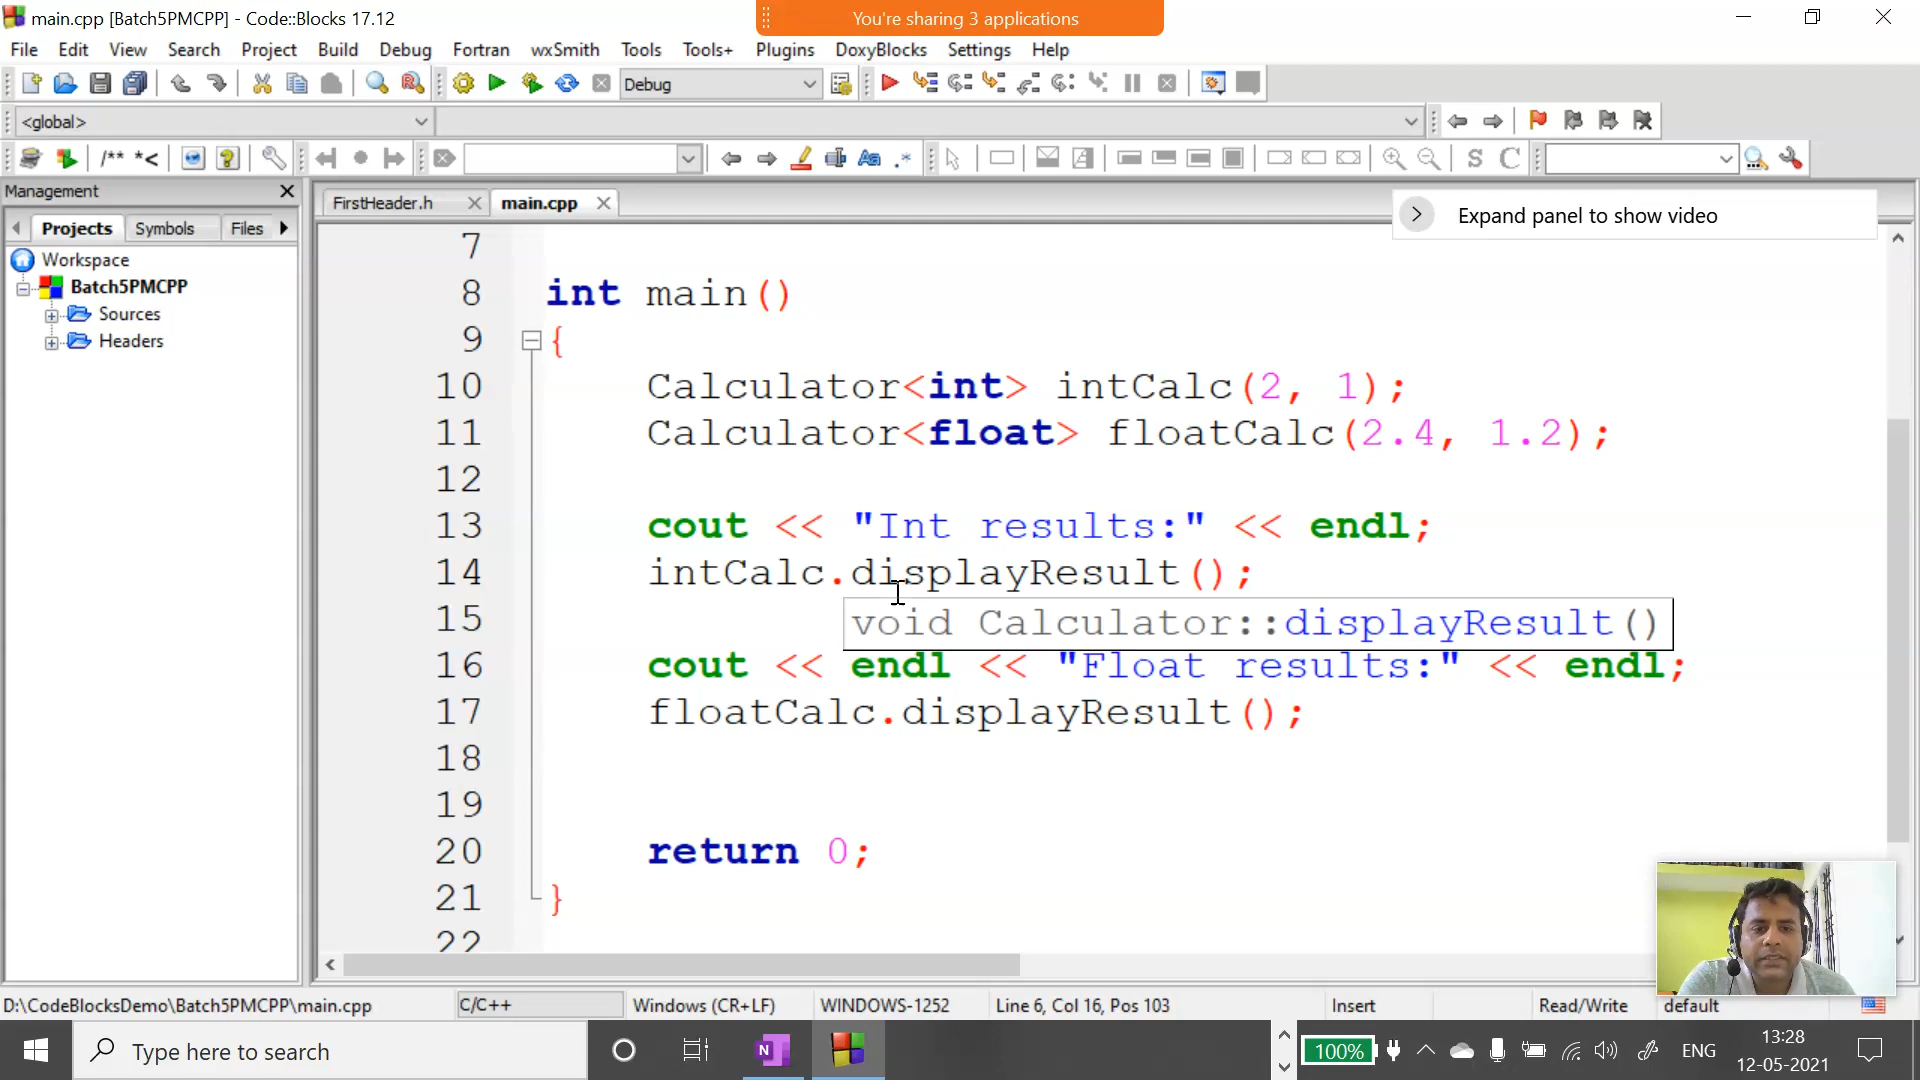 main.cpp [Batch5PMCPP] - Code::Blocks 17.12
You're sharing 3 applications
File Edit View Search Project Build Debug Fortran wxSmith Tools Tools+ Plugins DoxyBlocks Settings Help
Debug
<global>
/** *<
Aa .* S C
Management
FirstHeader.h main.cpp
Expand panel to show video
Projects Symbols Files
Workspace
Batch5PMCPP
Sources
Headers
7
8 int main()
9 {
10 Calculator<int> intCalc(2, 1);
11 Calculator<float> floatCalc(2.4, 1.2);
12
13 cout << "Int results:" << endl;
14 intCalc.displayResult();
15 void Calculator::displayResult()
16 cout << endl << "Float results:" << endl;
17 floatCalc.displayResult();
18
19
20 return 0;
21 }
22
D:\CodeBlocksDemo\Batch5PMCPP\main.cpp C/C++ Windows (CR+LF) WINDOWS-1252 Line 6, Col 16, Pos 103 Insert Read/Write default
Type here to search
N
100%
ENG
13:28
12-05-2021